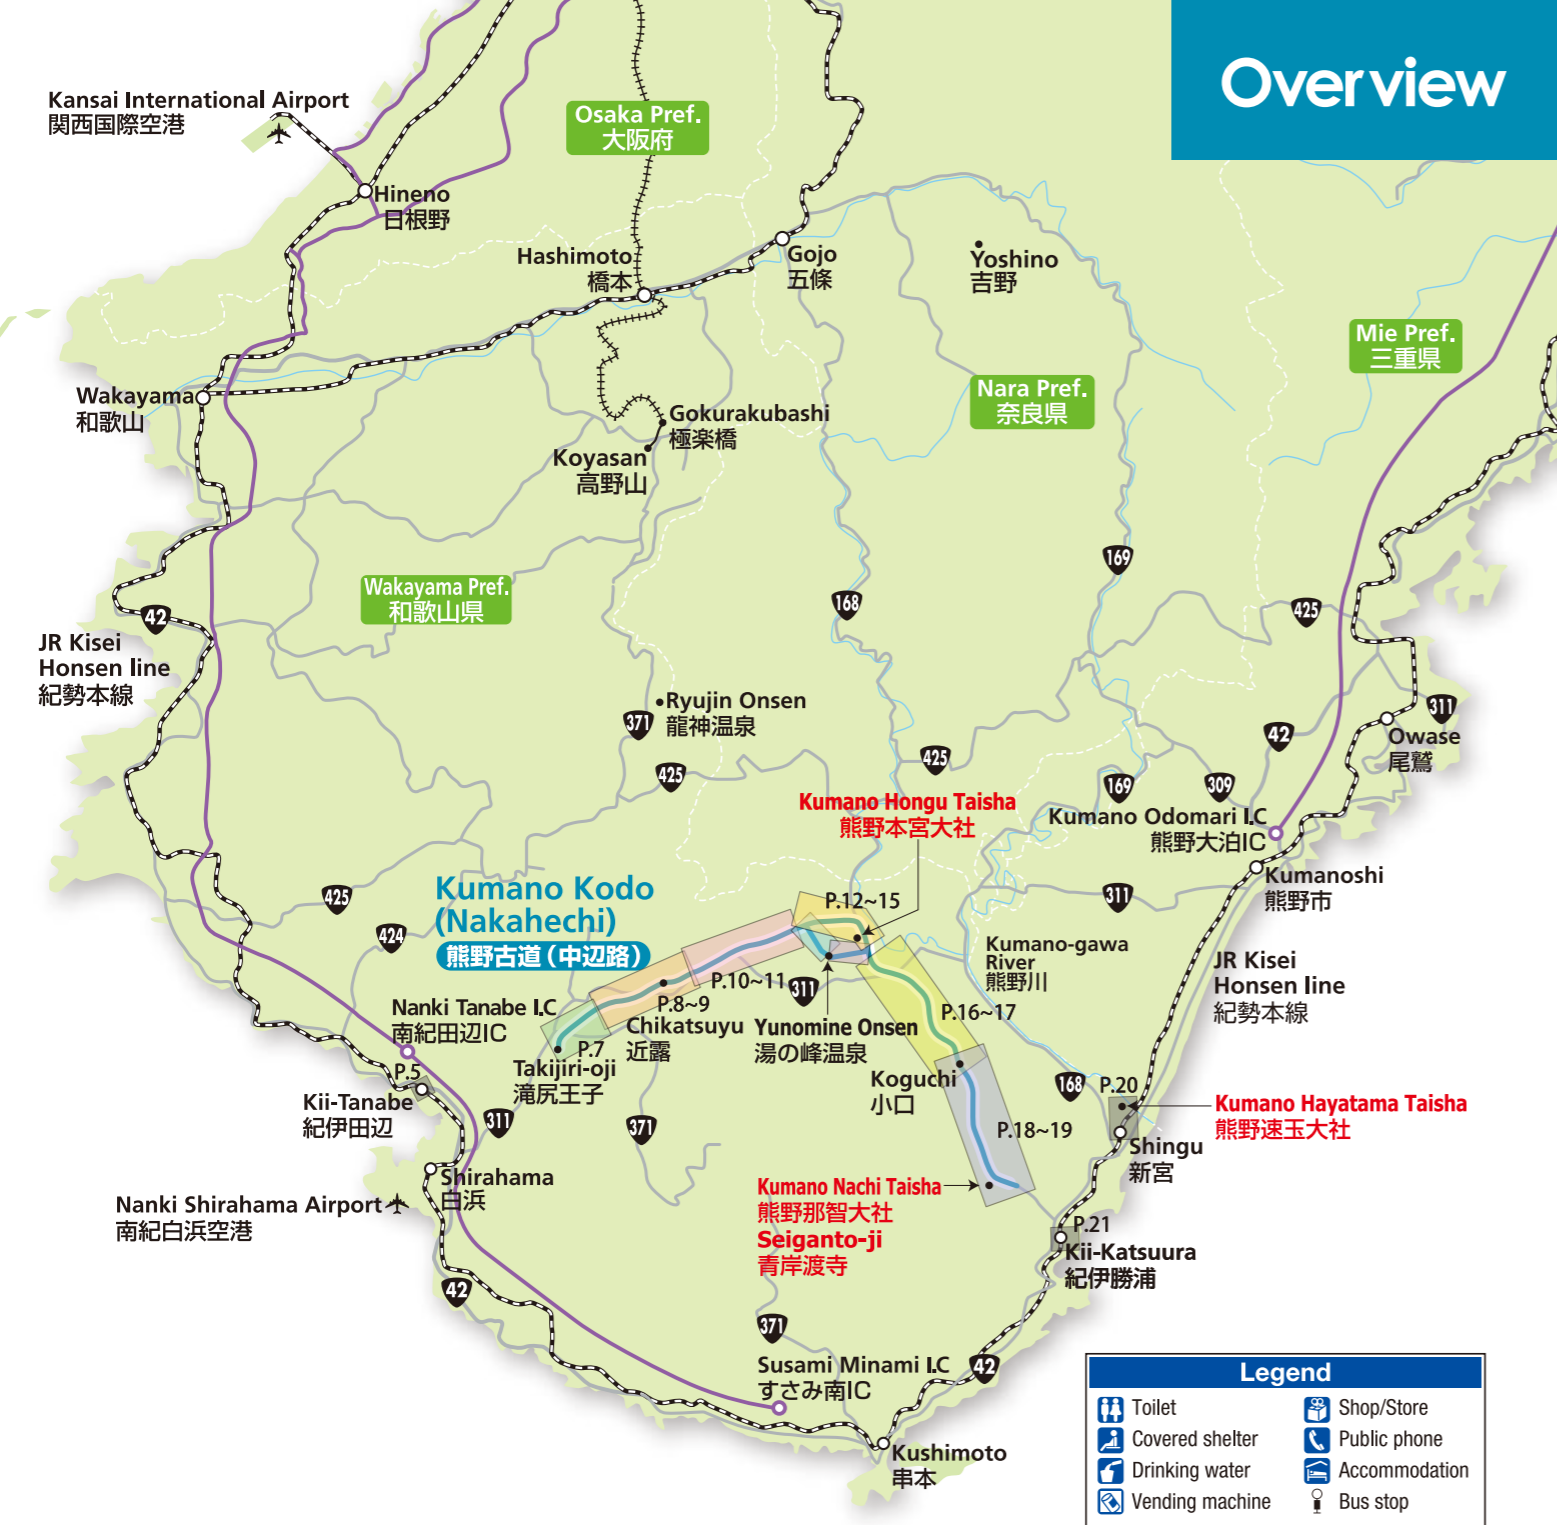 Overview
Kansai International Airport
関西国際空港
Osaka Pref.
大阪府
Hineno
日根野
Hashimoto
橋本
Gojo
五條
Yoshino
吉野
Mie Pref.
三重県
Nara Pref.
奈良県
Wakayama
和歌山
Gokurakubashi
極楽橋
Koyasan
高野山
169
Wakayama Pref.
和歌山県
168
425
42
JR Kisei
Honsen line
紀勢本線
Ryujin Onsen
龍神温泉
371
311
Owase
尾鷲
42
425
425
169
309
Kumano Hongu Taisha
熊野本宮大社
Kumano Odomari I.C
熊野大泊IC
Kumanoshi
熊野市
425
Kumano Kodo
(Nakahechi)
熊野古道（中辺路）
P.12~15
311
424
Kumano-gawa
River
熊野川
JR Kisei
Honsen line
紀勢本線
P.10~11
311
P.8~9
Nanki Tanabe I.C
南紀田辺IC
Chikatsuyu
近露
Yunomine Onsen
湯の峰温泉
P.16~17
P.7
Takijiri-oji
滝尻王子
Koguchi
小口
P.5
Kii-Tanabe
紀伊田辺
168
P.20
Kumano Hayatama Taisha
熊野速玉大社
311
371
P.18~19
Shingu
新宮
Shirahama
白浜
Nanki Shirahama Airport
南紀白浜空港
Kumano Nachi Taisha
熊野那智大社
Seiganto-ji
青岸渡寺
P.21
Kii-Katsuura
紀伊勝浦
42
371
Susami Minami I.C
すさみ南IC
42
Kushimoto
串本
Legend
Toilet
Shop/Store
Covered shelter
Public phone
Drinking water
Accommodation
Vending machine
Bus stop